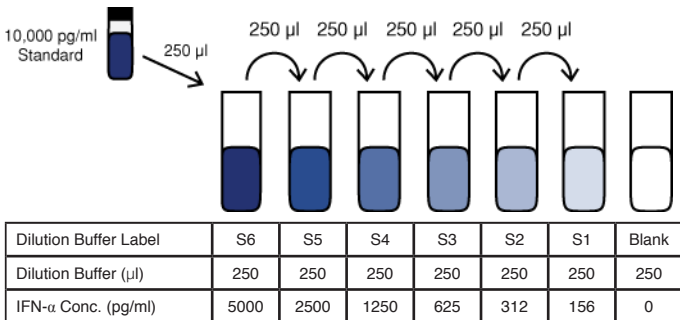 10,000 pg/ml
Standard
250 µl
250 µl 250 µl 250 µl 250 µl 250 µl
Dilution Buffer Label S6 S5 S4 S3 S2 S1 Blank
Dilution Buffer (µl) 250 250 250 250 250 250 250
IFN-α Conc. (pg/ml) 5000 2500 1250 625 312 156 0